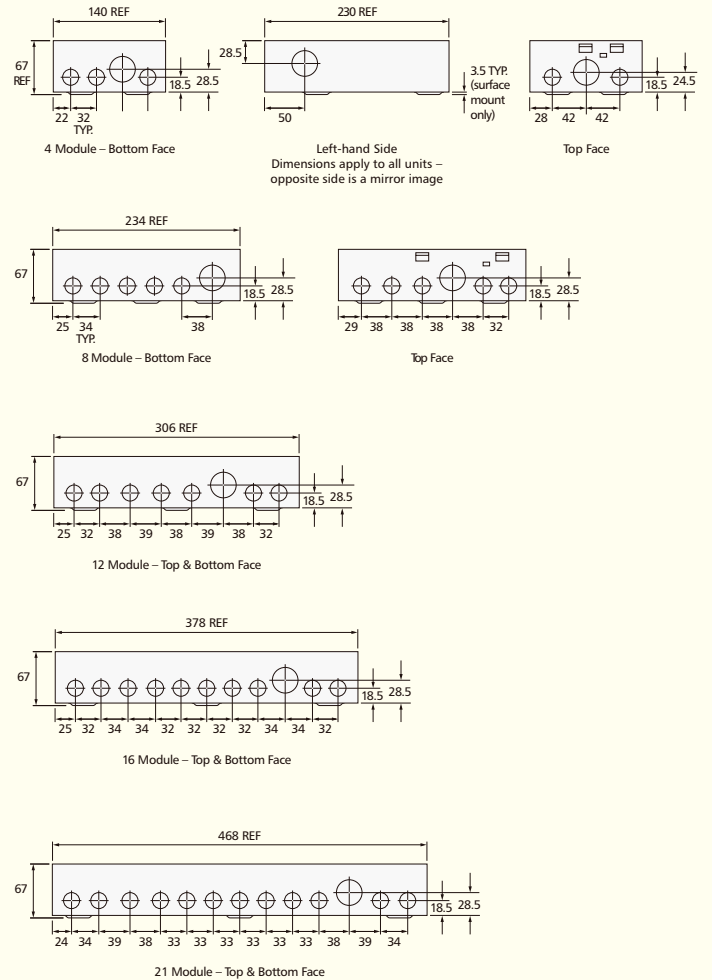 140 REF
230 REF
67
REF
28.5
18.5
28.5
3.5 TYP.
(surface
mount
only)
18.5
24.5
22
32
TYP.
50
28
42
42
4 Module – Bottom Face
Left-hand Side
Dimensions apply to all units –
opposite side is a mirror image
Top Face
234 REF
67
18.5
28.5
18.5
28.5
25
34
TYP.
38
29
38
38
38
38
32
8 Module – Bottom Face
Top Face
306 REF
67
18.5
28.5
25
32
38
39
38
39
38
32
12 Module – Top & Bottom Face
378 REF
67
18.5
28.5
25
32
34
34
32
32
32
32
34
34
32
16 Module – Top & Bottom Face
468 REF
67
18.5
28.5
24
34
39
38
33
33
33
33
33
38
39
34
21 Module – Top & Bottom Face